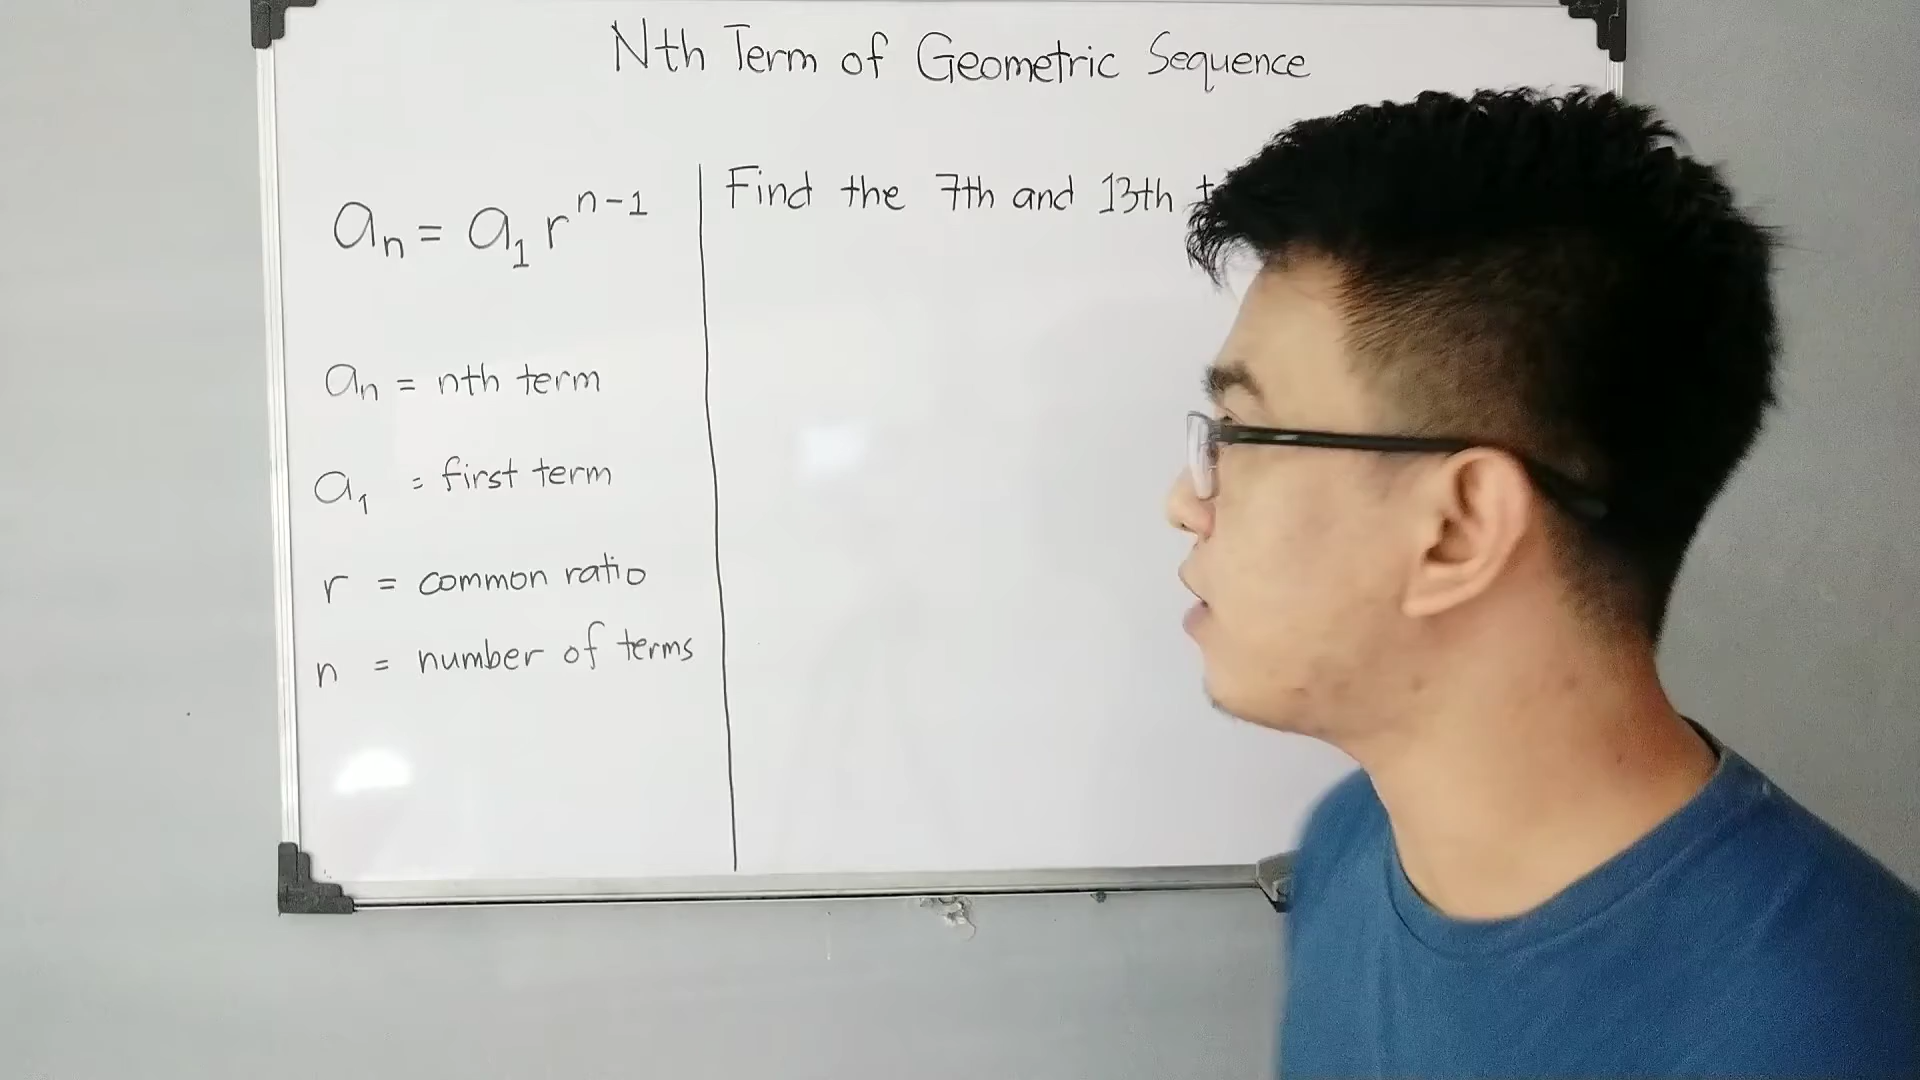 Nth Term of Geometric Sequence
aₙ = a₁ rⁿ⁻¹
aₙ = nth term
a₁ = first term
r = common ratio
n = number of terms
Find the 7th and 13th